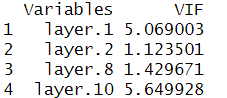 Variables VIF
1 layer.1 5.069003
2 layer.2 1.123501
3 layer.8 1.429671
4 layer.10 5.649928